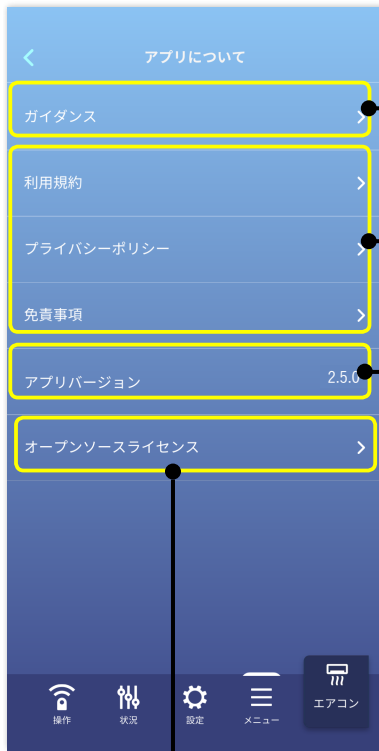 アプリについて
ガイダンス
利用規約
プライバシーポリシー
免責事項
アプリバージョン 2.5.0
オープンソースライセンス
操作 状況 設定 メニュー エアコン